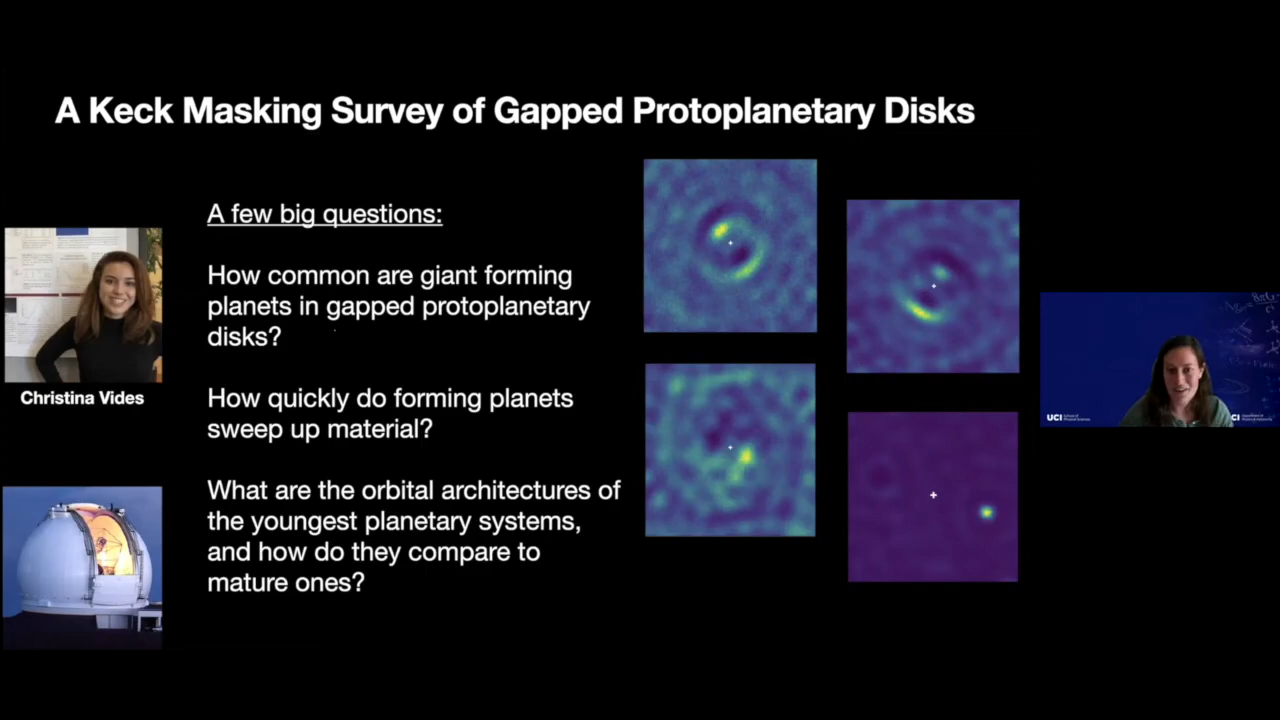 A Keck Masking Survey of Gapped Protoplanetary Disks
A few big questions:
How common are giant forming
planets in gapped protoplanetary
disks?
How quickly do forming planets
sweep up material?
What are the orbital architectures of
the youngest planetary systems,
and how do they compare to
mature ones?
Christina Vides
UCI
CI